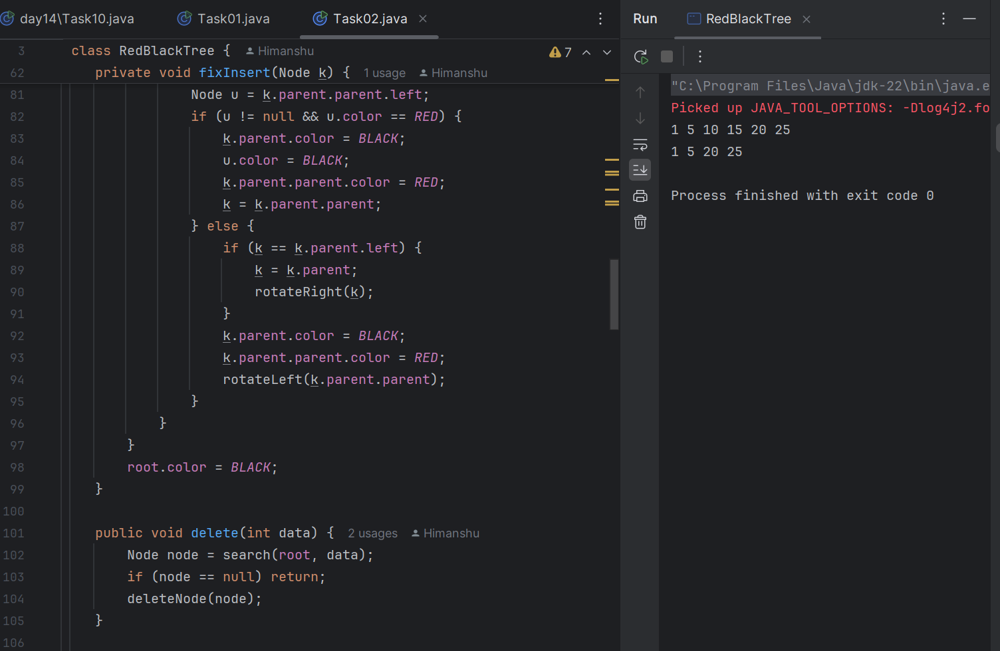 day14\Task10.java Task01.java Task02.java
3 class RedBlackTree { Himanshu 7
62 private void fixInsert(Node k) { 1 usage Himanshu
81 Node u = k.parent.parent.left;
82 if (u != null && u.color == RED) {
83 k.parent.color = BLACK;
84 u.color = BLACK;
85 k.parent.parent.color = RED;
86 k = k.parent.parent;
87 } else {
88 if (k == k.parent.left) {
89 k = k.parent;
90 rotateRight(k);
91 }
92 k.parent.color = BLACK;
93 k.parent.parent.color = RED;
94 rotateLeft(k.parent.parent);
95 }
96 }
97 }
98 root.color = BLACK;
99 }
100
101 public void delete(int data) { 2 usages Himanshu
102 Node node = search(root, data);
103 if (node == null) return;
104 deleteNode(node);
105 }
106
Run RedBlackTree
"C:\Program Files\Java\jdk-22\bin\java.e
Picked up JAVA_TOOL_OPTIONS: -Dlog4j2.fo
1 5 10 15 20 25
1 5 20 25
Process finished with exit code 0